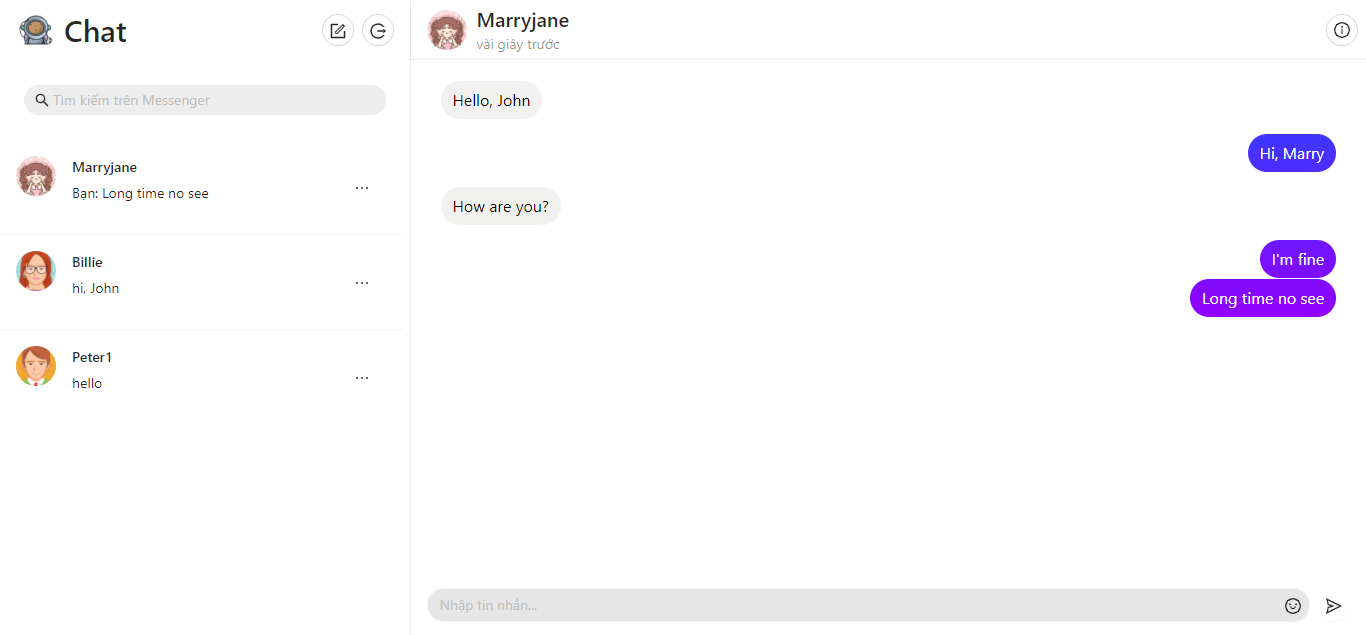 Chat
Tìm kiếm trên Messenger
Marryjane
Bạn: Long time no see
...
Billie
hi, John
...
Peter1
hello
...
Marryjane
vài giây trước
Hello, John
Hi, Marry
How are you?
I'm fine
Long time no see
Nhập tin nhắn...